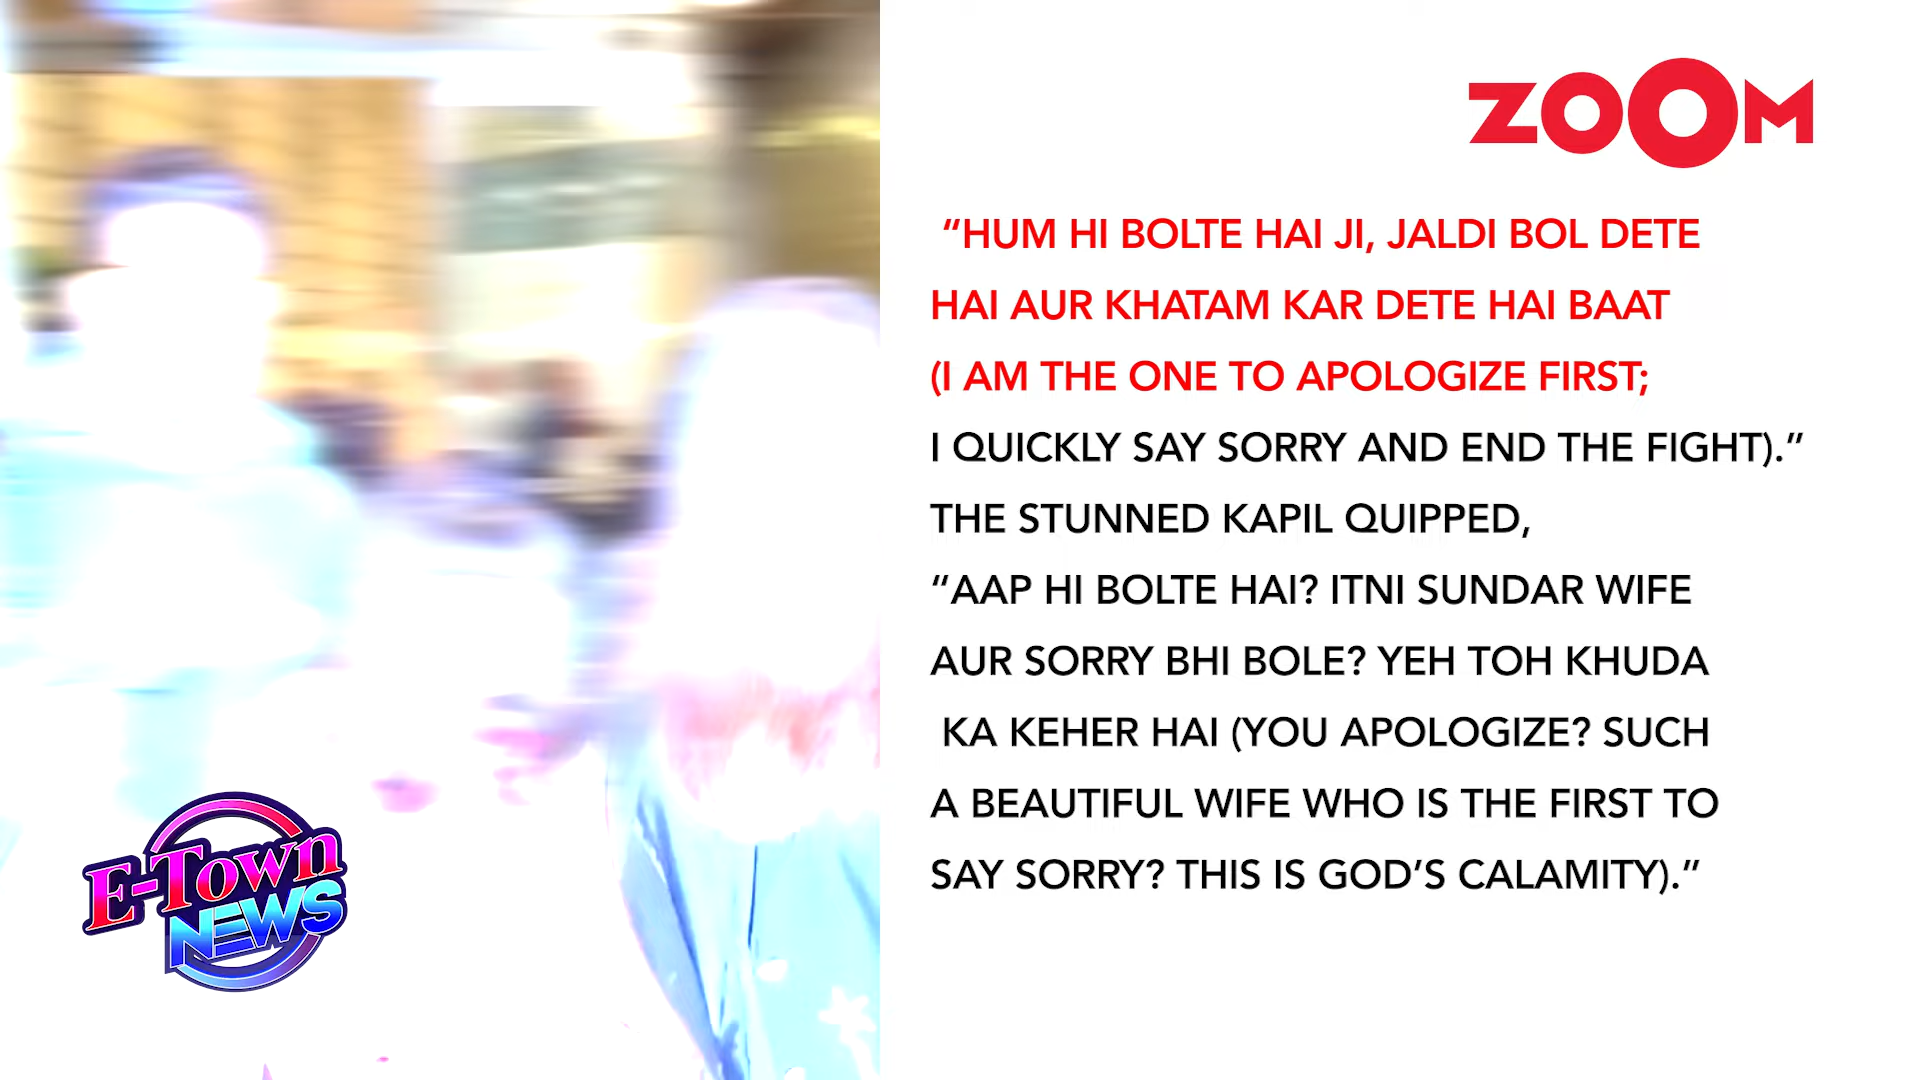 ZOOM
“HUM HI BOLTE HAI JI, JALDI BOL DETE
HAI AUR KHATAM KAR DETE HAI BAAT
(I AM THE ONE TO APOLOGIZE FIRST;
I QUICKLY SAY SORRY AND END THE FIGHT).”
THE STUNNED KAPIL QUIPPED,
“AAP HI BOLTE HAI? ITNI SUNDAR WIFE
AUR SORRY BHI BOLE? YEH TOH KHUDA
KA KEHER HAI (YOU APOLOGIZE? SUCH
A BEAUTIFUL WIFE WHO IS THE FIRST TO
SAY SORRY? THIS IS GOD’S CALAMITY).”
E-TOWN
NEWS